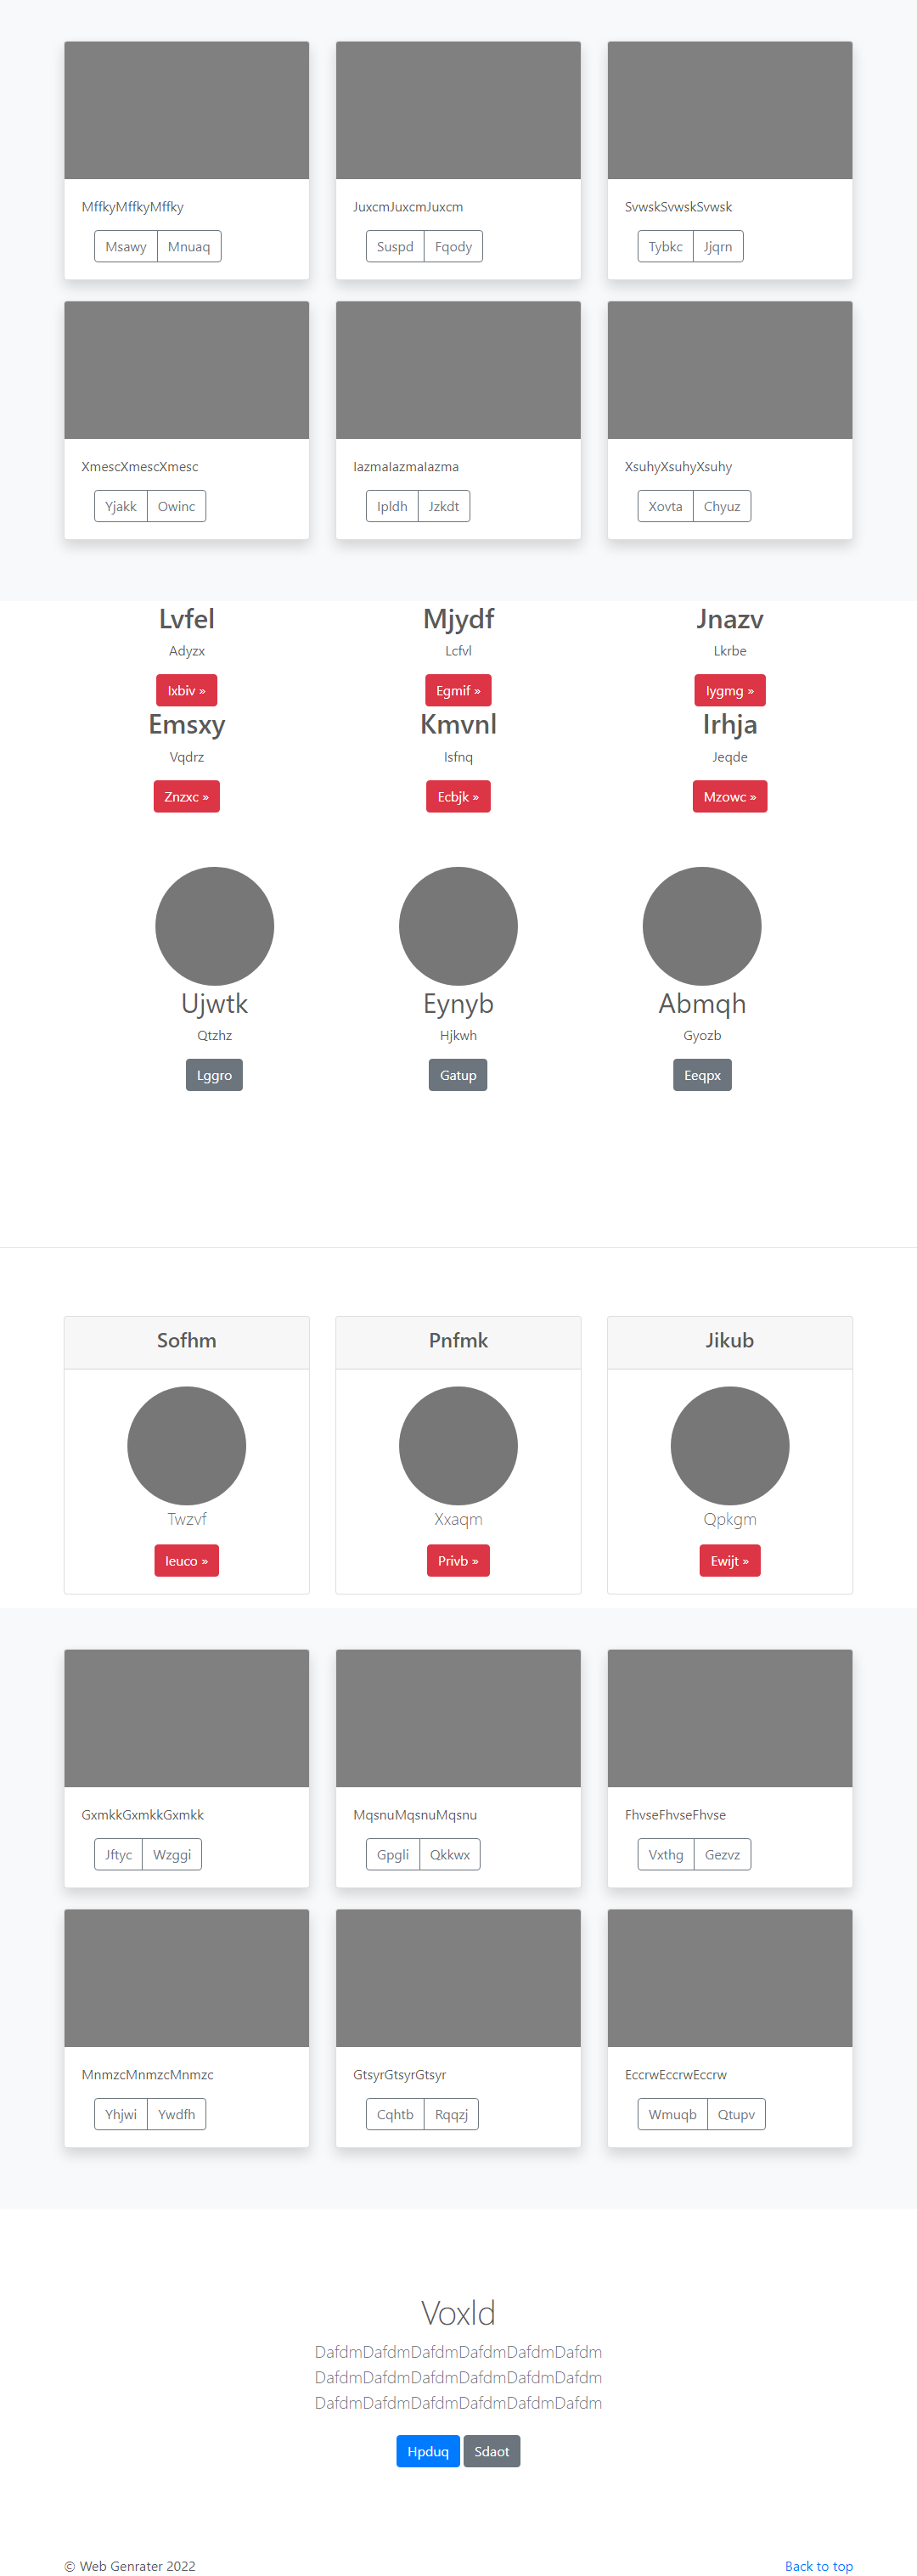 MffkyMffkyMffky JuxcmJuxcmJuxcm SvwskSvwskSvwsk
Msawy Mnuaq Suspd Fqody Tybkc Jjqrn
XmescXmescXmesc IazmaIazmaIazma XsuhyXsuhyXsuhy
Yjakk Owinc Ipldh Jzkdt Xovta Chyuz
Lvfel Mjydf Jnazv
Adyzx Lcfvl Lkrbe
Ixbiv » Egmif » Iygmg »
Emsxy Kmvnl Irhja
Vqdrz Isfnq Jeqde
Znzxc » Ecbjk » Mzowc »
Ujwtk Eynyb Abmqh
Qtzhz Hjkwh Gyozb
Lggro Gatup Eeqpx
Sofhm Pnfmk Jikub
Twzvf Xxaqm Qpkgm
Ieuco » Privb » Ewijt »
GxmkkGxmkkGxmkk MqsnuMqsnuMqsnu FhvseFhvseFhvse
Jftyc Wzggi Gpgli Qkkwx Vxthg Gezvz
MnmzcMnmzcMnmzc GtsyrGtsyrGtsyr EccrwEccrwEccrw
Yhjwi Ywdfh Cqhtb Rqqzj Wmuqb Qtupv
Voxld
DafdmDafdmDafdmDafdmDafdmDafdm
DafdmDafdmDafdmDafdmDafdmDafdm
DafdmDafdmDafdmDafdmDafdmDafdm
Hpduq Sdaot
© Web Genrater 2022 Back to top